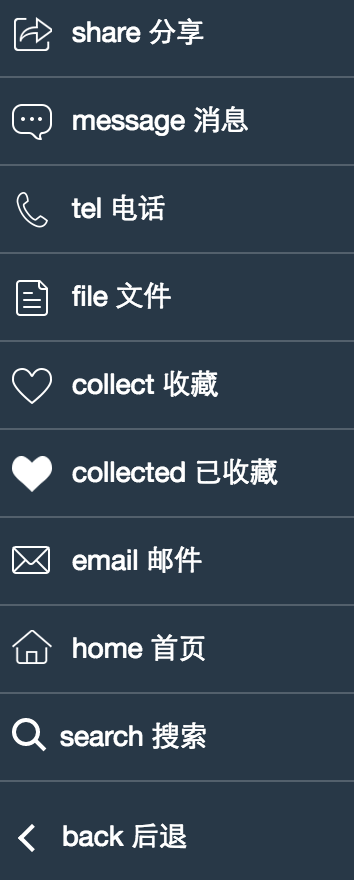 share 分享
message 消息
tel 电话
file 文件
collect 收藏
collected 已收藏
email 邮件
home 首页
search 搜索
back 后退